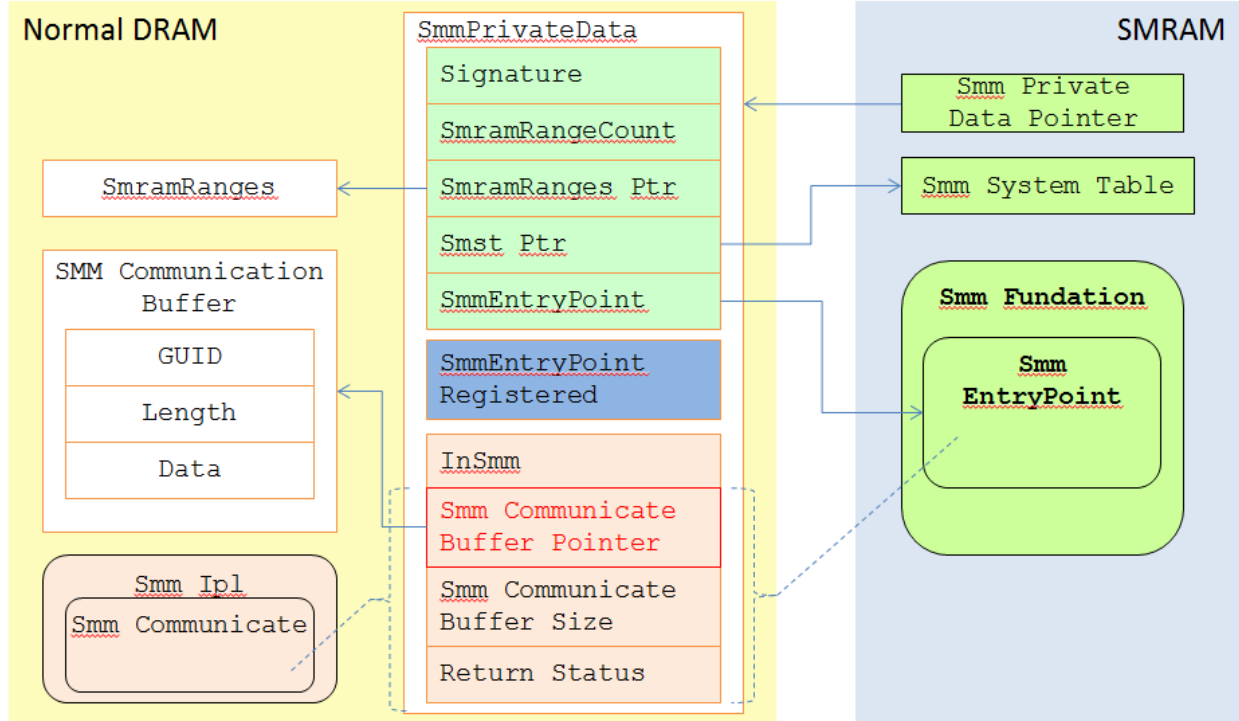 Normal DRAM
SmmPrivateData
SMRAM
Signature
SmramRangeCount
SmramRanges Ptr
Smst Ptr
SmmEntryPoint
SmmEntryPoint
Registered
InSmm
Smm Communicate
Buffer Pointer
Smm Communicate
Buffer Size
Return Status
SmramRanges
SMM Communication
Buffer
GUID
Length
Data
Smm Ipl
Smm Communicate
Smm Private
Data Pointer
Smm System Table
Smm Fundation
Smm
EntryPoint